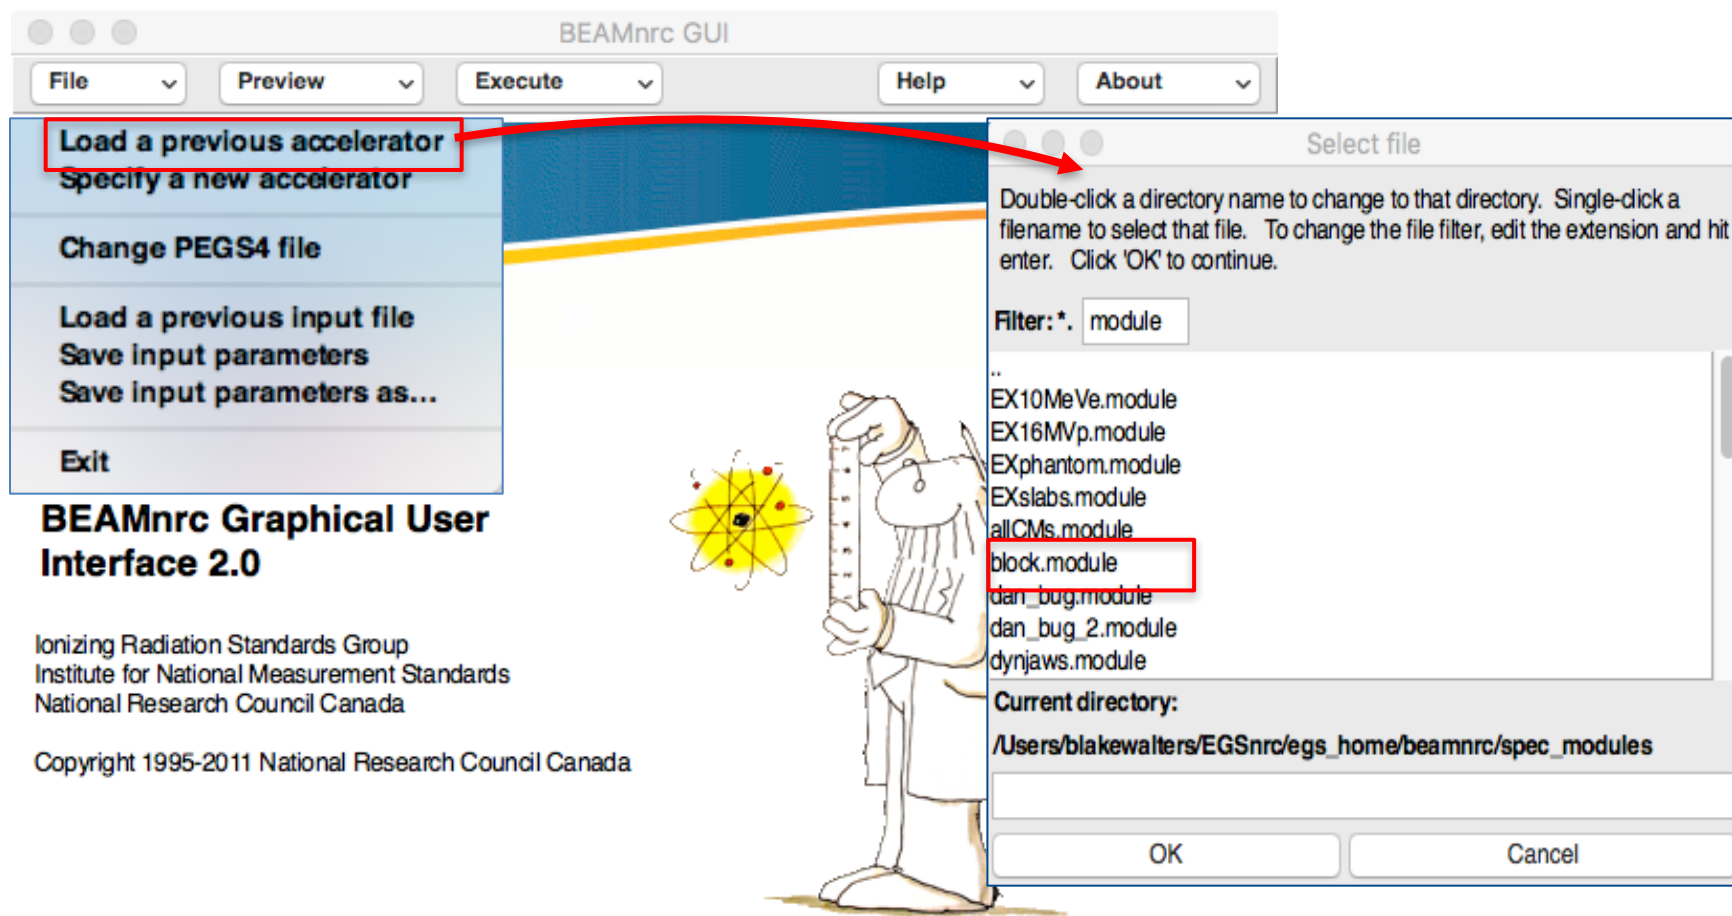 BEAMnrc GUI
File
Preview
Execute
Help
About
Load a previous accelerator
Specify a new accelerator
Change PEGS4 file
Load a previous input file
Save input parameters
Save input parameters as...
Exit
BEAMnrc Graphical User
Interface 2.0
Ionizing Radiation Standards Group
Institute for National Measurement Standards
National Research Council Canada
Copyright 1995-2011 National Research Council Canada
Select file
Double-click a directory name to change to that directory. Single-click a
filename to select that file. To change the file filter, edit the extension and hit
enter. Click 'OK' to continue.
Filter: *. module
..
EX10MeVe.module
EX16MVp.module
EXphantom.module
EXslabs.module
allCMs.module
block.module
dan_bug.module
dan_bug_2.module
dynjaws.module
Current directory:
/Users/blakewalters/EGSnrc/egs_home/beamnrc/spec_modules
OK
Cancel